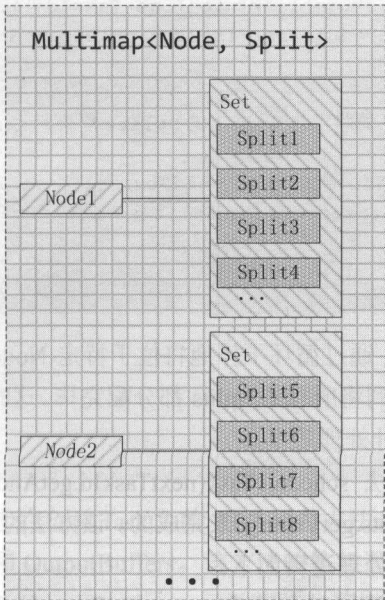 Multimap<Node, Split>
Set
Split1
Split2
Node1
Split3
Split4
...
Set
Split5
Split6
Node2
Split7
Split8
...
...